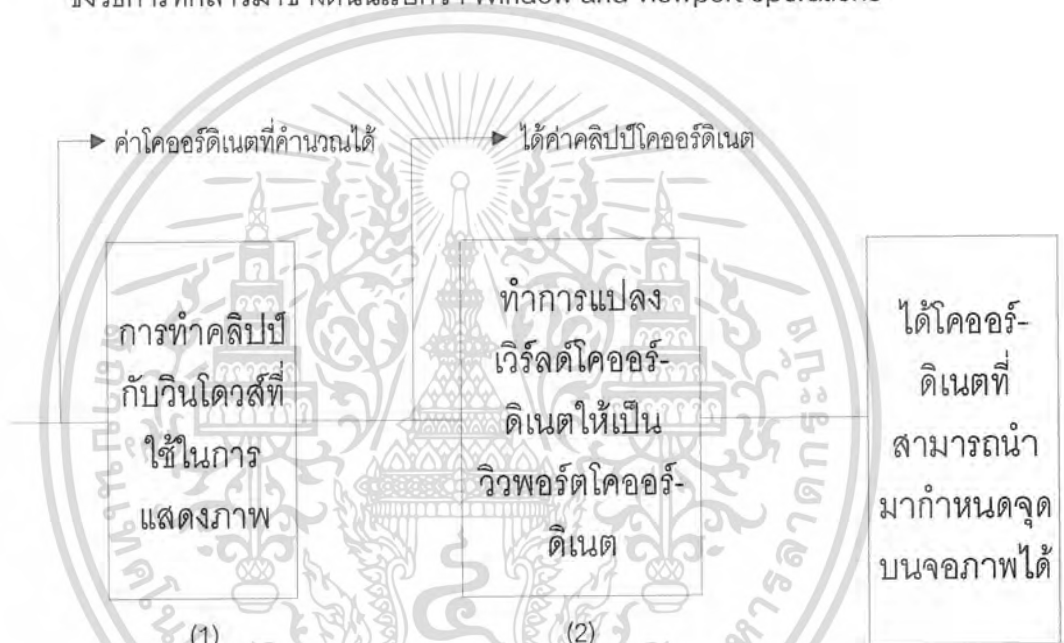 Window and viewport operations
ค่าโคออร์ดิเนตที่คำนวณได้
ได้ค่าคลิปป์โคออร์ดิเนต
การทำคลิปป์
กับวินโดวส์ที่
ใช้ในการ
แสดงภาพ
(1)
ทำการแปลง
เวิร์ลด์โคออร์-
ดิเนตให้เป็น
วิวพอร์ตโคออร์-
ดิเนต
(2)
ได้โคออร์-
ดิเนตที่
สามารถนำ
มากำหนดจุด
บนจอภาพได้